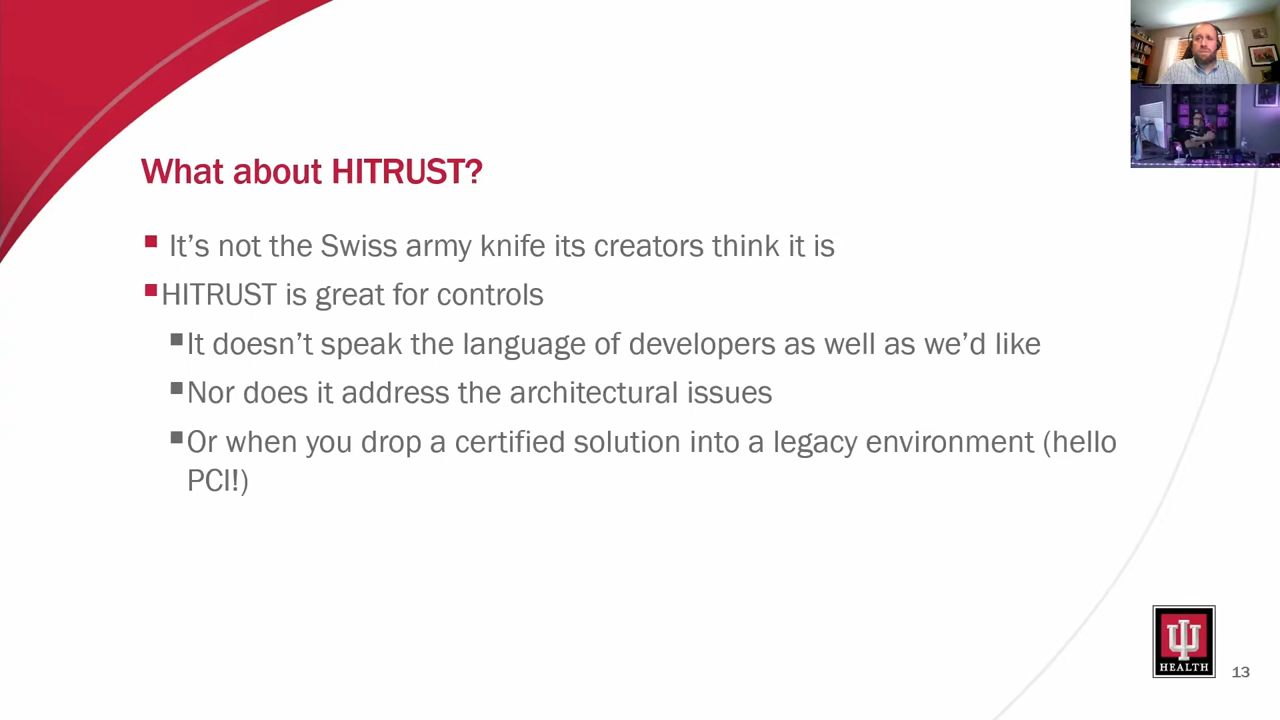 What about HITRUST?
■ It’s not the Swiss army knife its creators think it is
■HITRUST is great for controls
■It doesn’t speak the language of developers as well as we’d like
■Nor does it address the architectural issues
■Or when you drop a certified solution into a legacy environment (hello
PCI!)
HEALTH
13